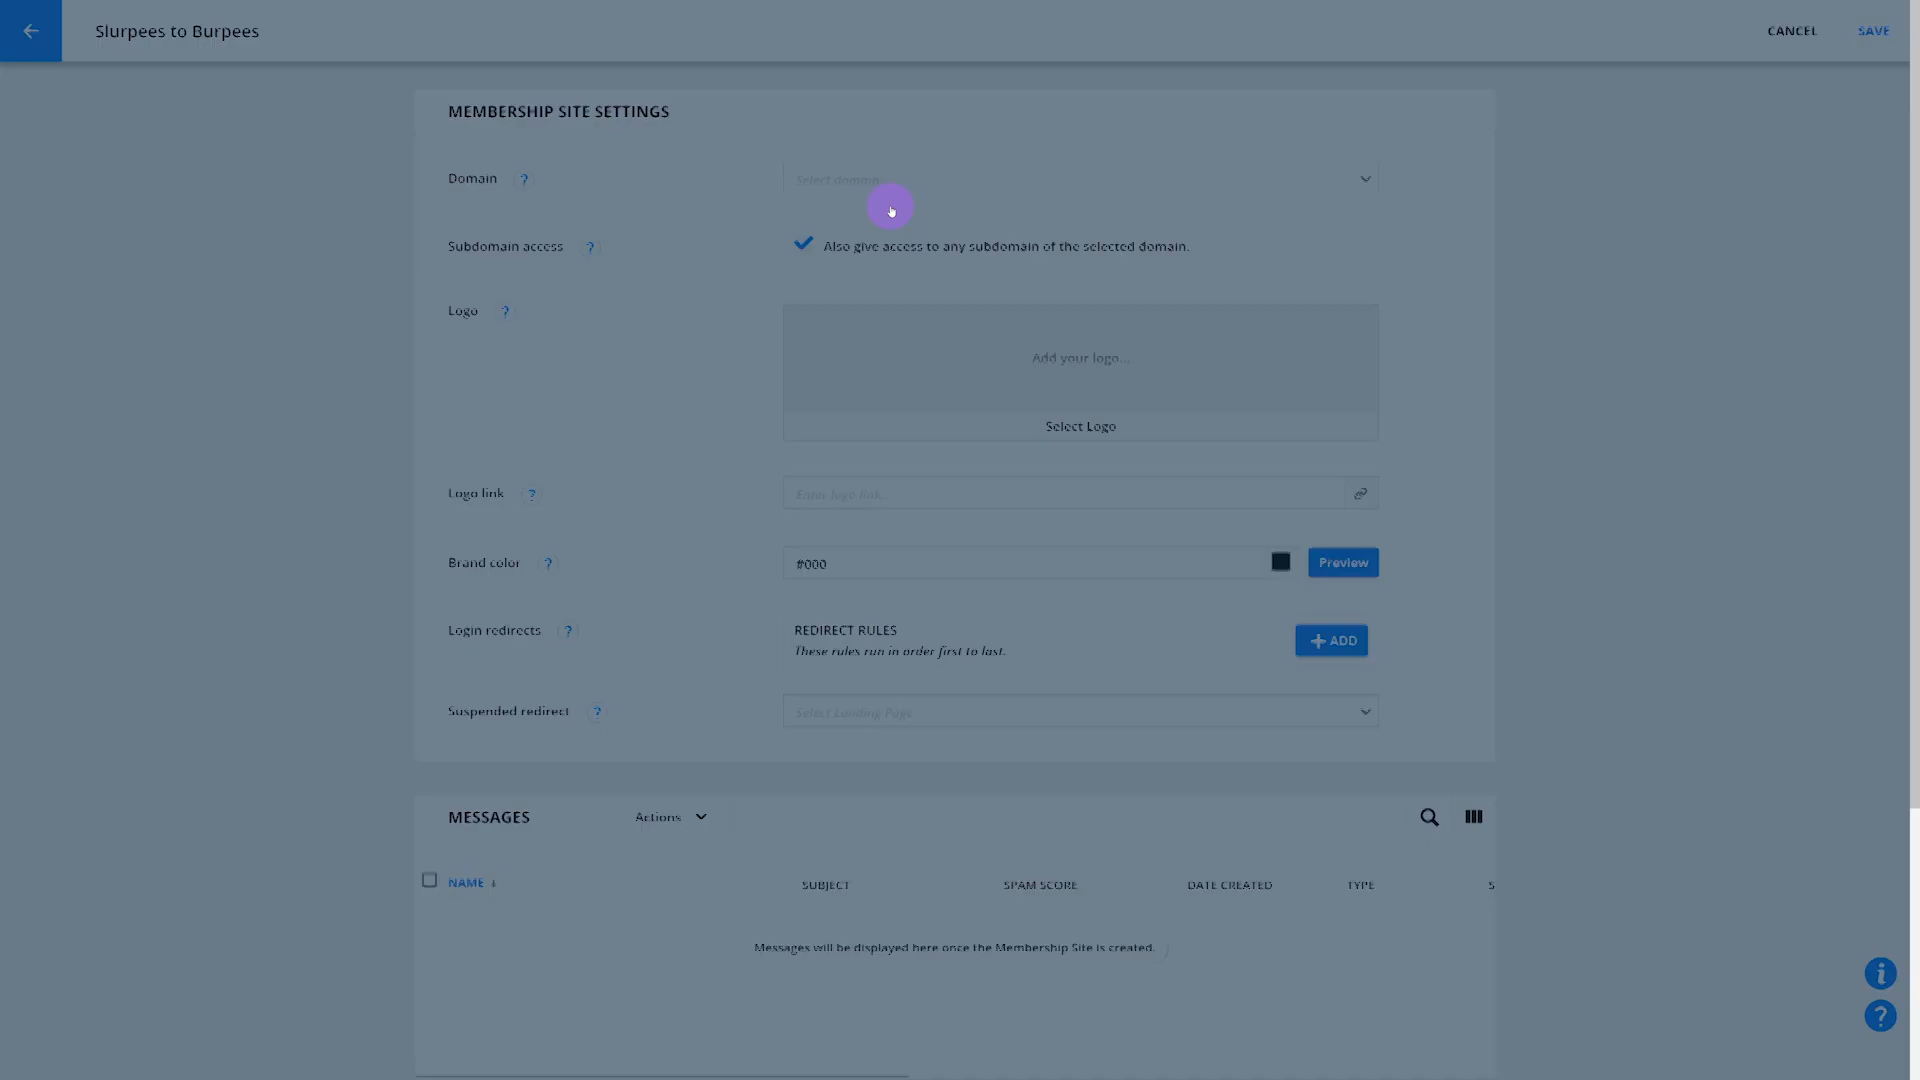 Slurpees to Burpees
CANCEL
SAVE
MEMBERSHIP SITE SETTINGS
Domain ?
Select domain
Subdomain access ?
Also give access to any subdomain of the selected domain.
Logo ?
Add your logo...
Select Logo
Logo link ?
Enter logo link...
Brand color ?
#000
Preview
Login redirects ?
REDIRECT RULES
These rules run in order first to last.
+ ADD
Suspended redirect ?
Select Landing Page
MESSAGES
Actions
NAME ↓ SUBJECT SPAM SCORE DATE CREATED TYPE S
Messages will be displayed here once the Membership Site is created.
i
?